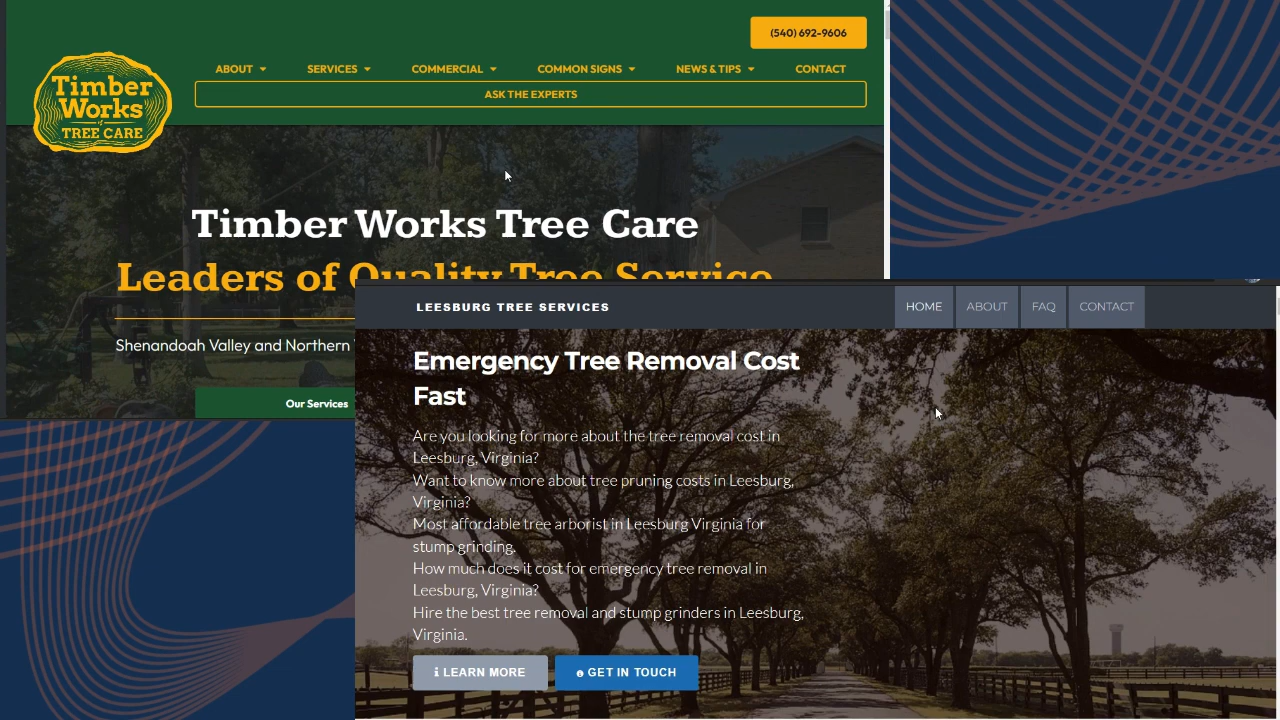 (540) 692-9606
ABOUT SERVICES COMMERCIAL COMMON SIGNS NEWS & TIPS CONTACT
ASK THE EXPERTS
Timber
Works
of
TREE CARE
Timber Works Tree Care
Leaders of Quality Tree Service
Shenandoah Valley and Northern
Our Services
LEESBURG TREE SERVICES
HOME ABOUT FAQ CONTACT
Emergency Tree Removal Cost
Fast
Are you looking for more about the tree removal cost in
Leesburg, Virginia?
Want to know more about tree pruning costs in Leesburg,
Virginia?
Most affordable tree arborist in Leesburg Virginia for
stump grinding.
How much does it cost for emergency tree removal in
Leesburg, Virginia?
Hire the best tree removal and stump grinders in Leesburg,
Virginia.
LEARN MORE GET IN TOUCH